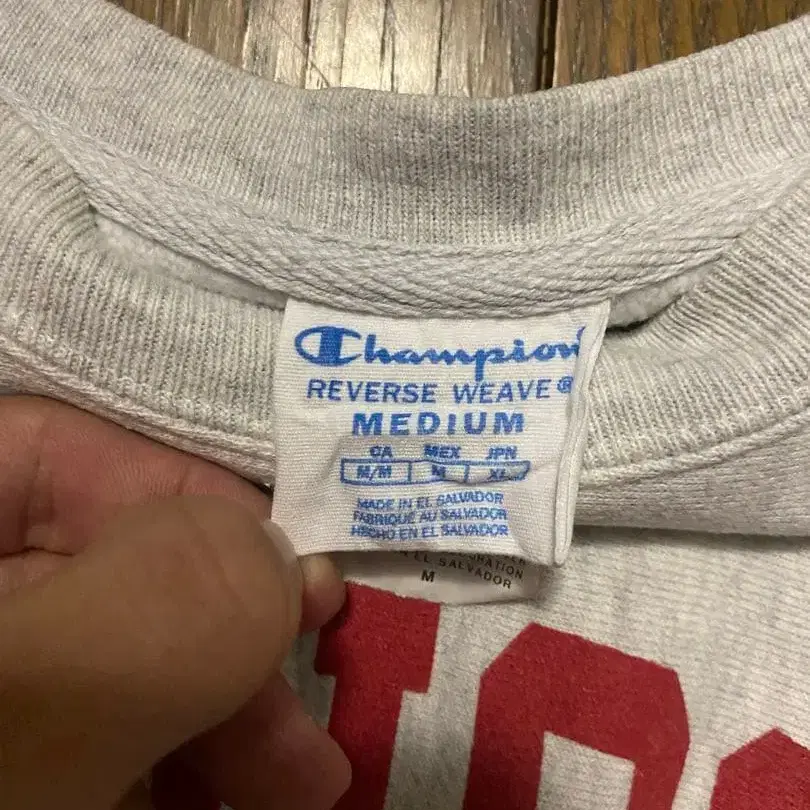 Champion
REVERSE WEAVE®
MEDIUM
CA MEX JPN
M/M M XL
MADE IN EL SALVADOR
FABRIQUÉ AU SALVADOR
HECHO EN EL SALVADOR
EL SALVADOR
M